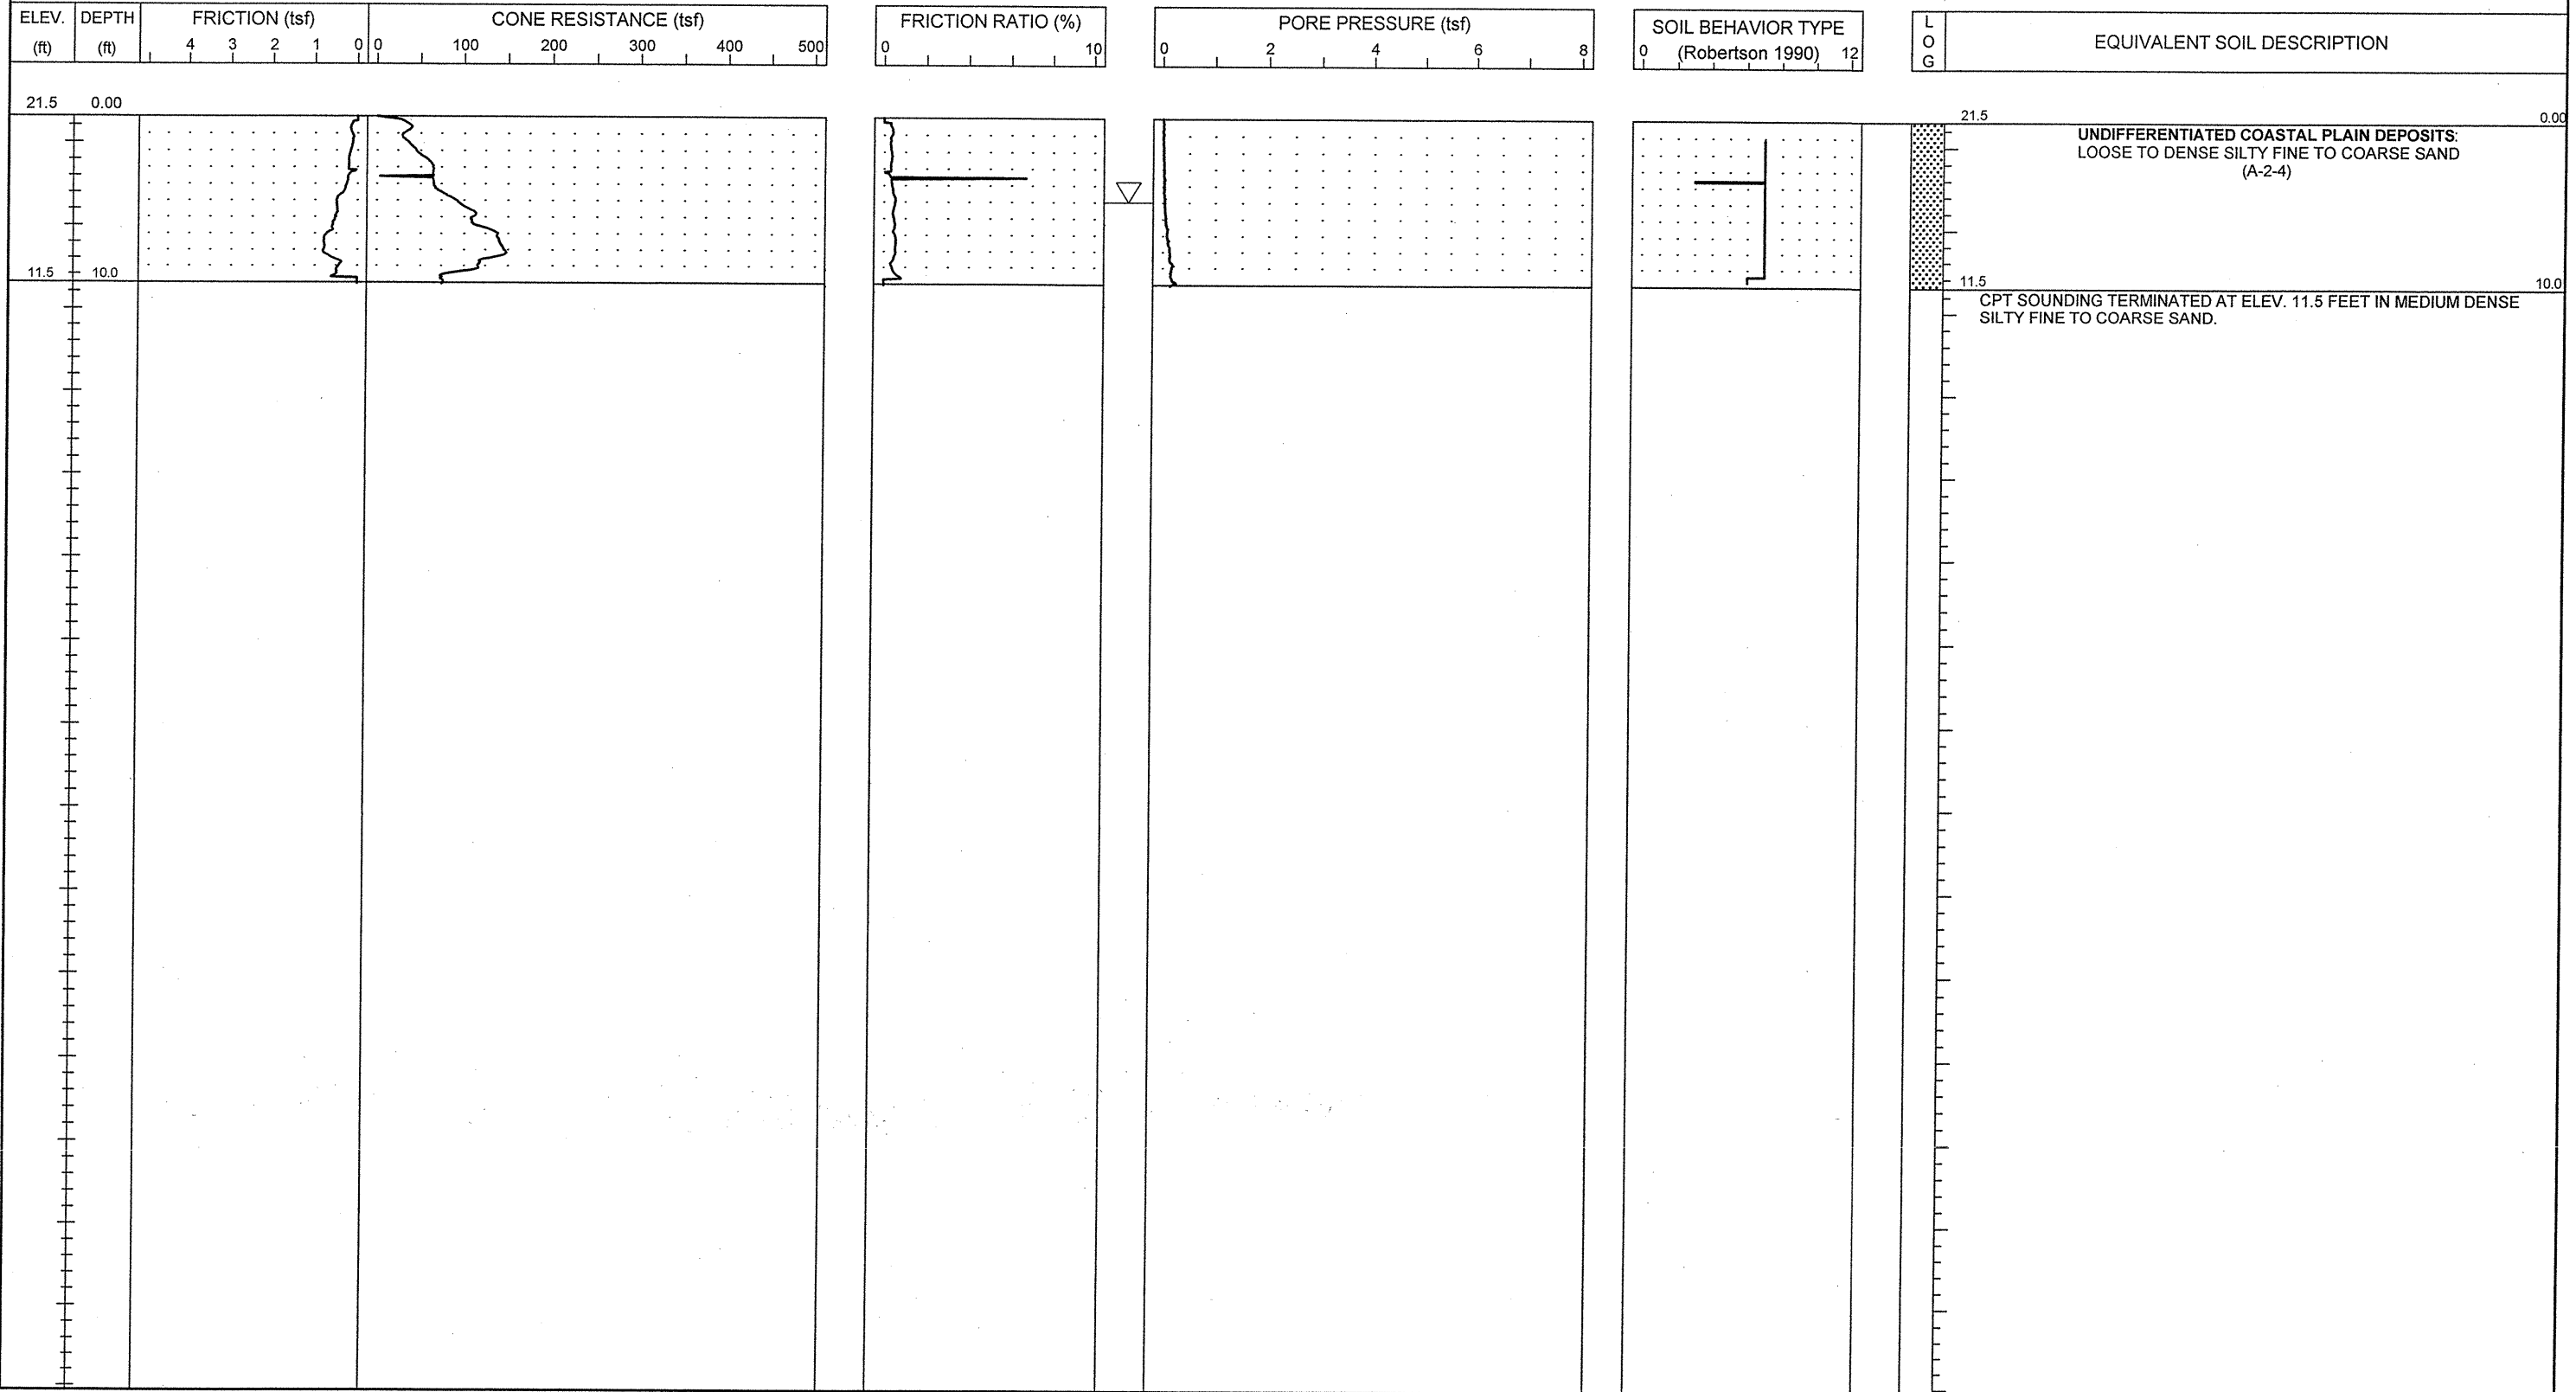 ELEV. DEPTH FRICTION (tsf) CONE RESISTANCE (tsf) FRICTION RATIO (%) PORE PRESSURE (tsf) SOIL BEHAVIOR TYPE LOG EQUIVALENT SOIL DESCRIPTION
(ft) (ft) 4 3 2 1 0 0 100 200 300 400 500 0 10 0 2 4 6 8 0 (Robertson 1990) 12
21.5 0.00 21.5 0.00
UNDIFFERENTIATED COASTAL PLAIN DEPOSITS:
LOOSE TO DENSE SILTY FINE TO COARSE SAND
(A-2-4)
11.5 10.0 11.5 10.0
CPT SOUNDING TERMINATED AT ELEV. 11.5 FEET IN MEDIUM DENSE
SILTY FINE TO COARSE SAND.